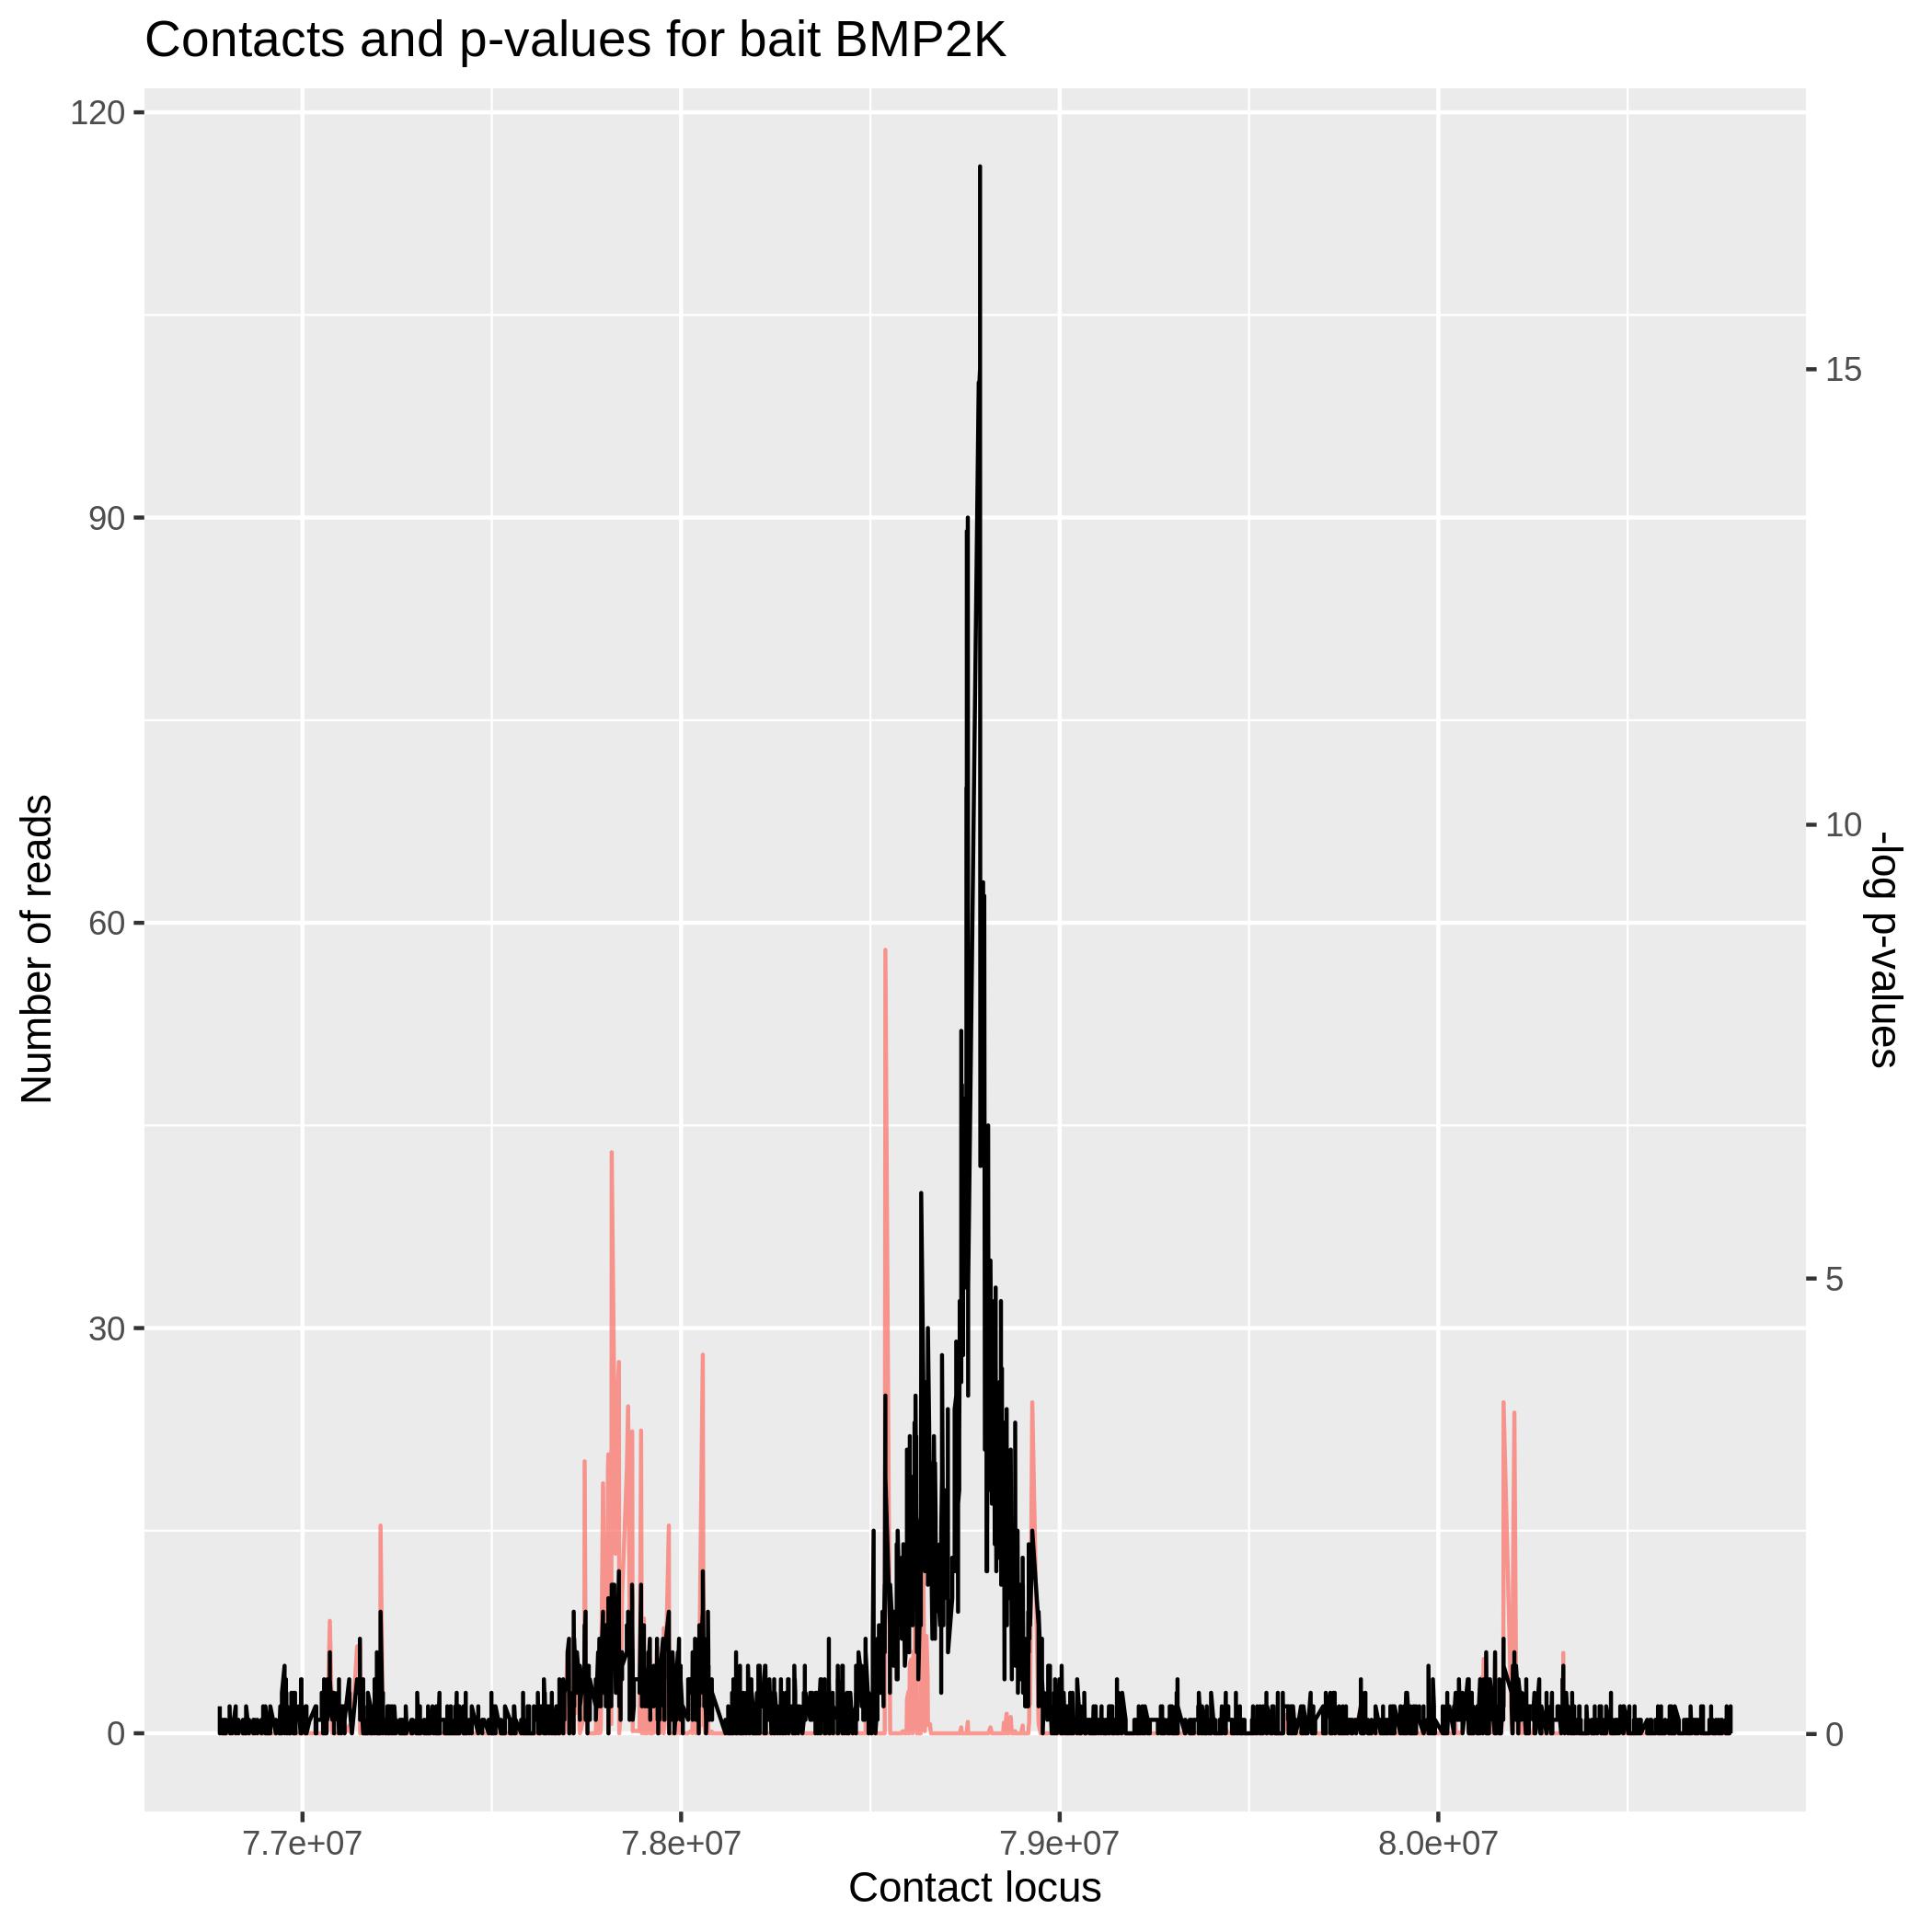 Contacts and p-values for bait BMP2K
120
90
60
30
0
Number of reads
15
10
5
0
-log p-values
7.7e+07
7.8e+07
7.9e+07
8.0e+07
Contact locus